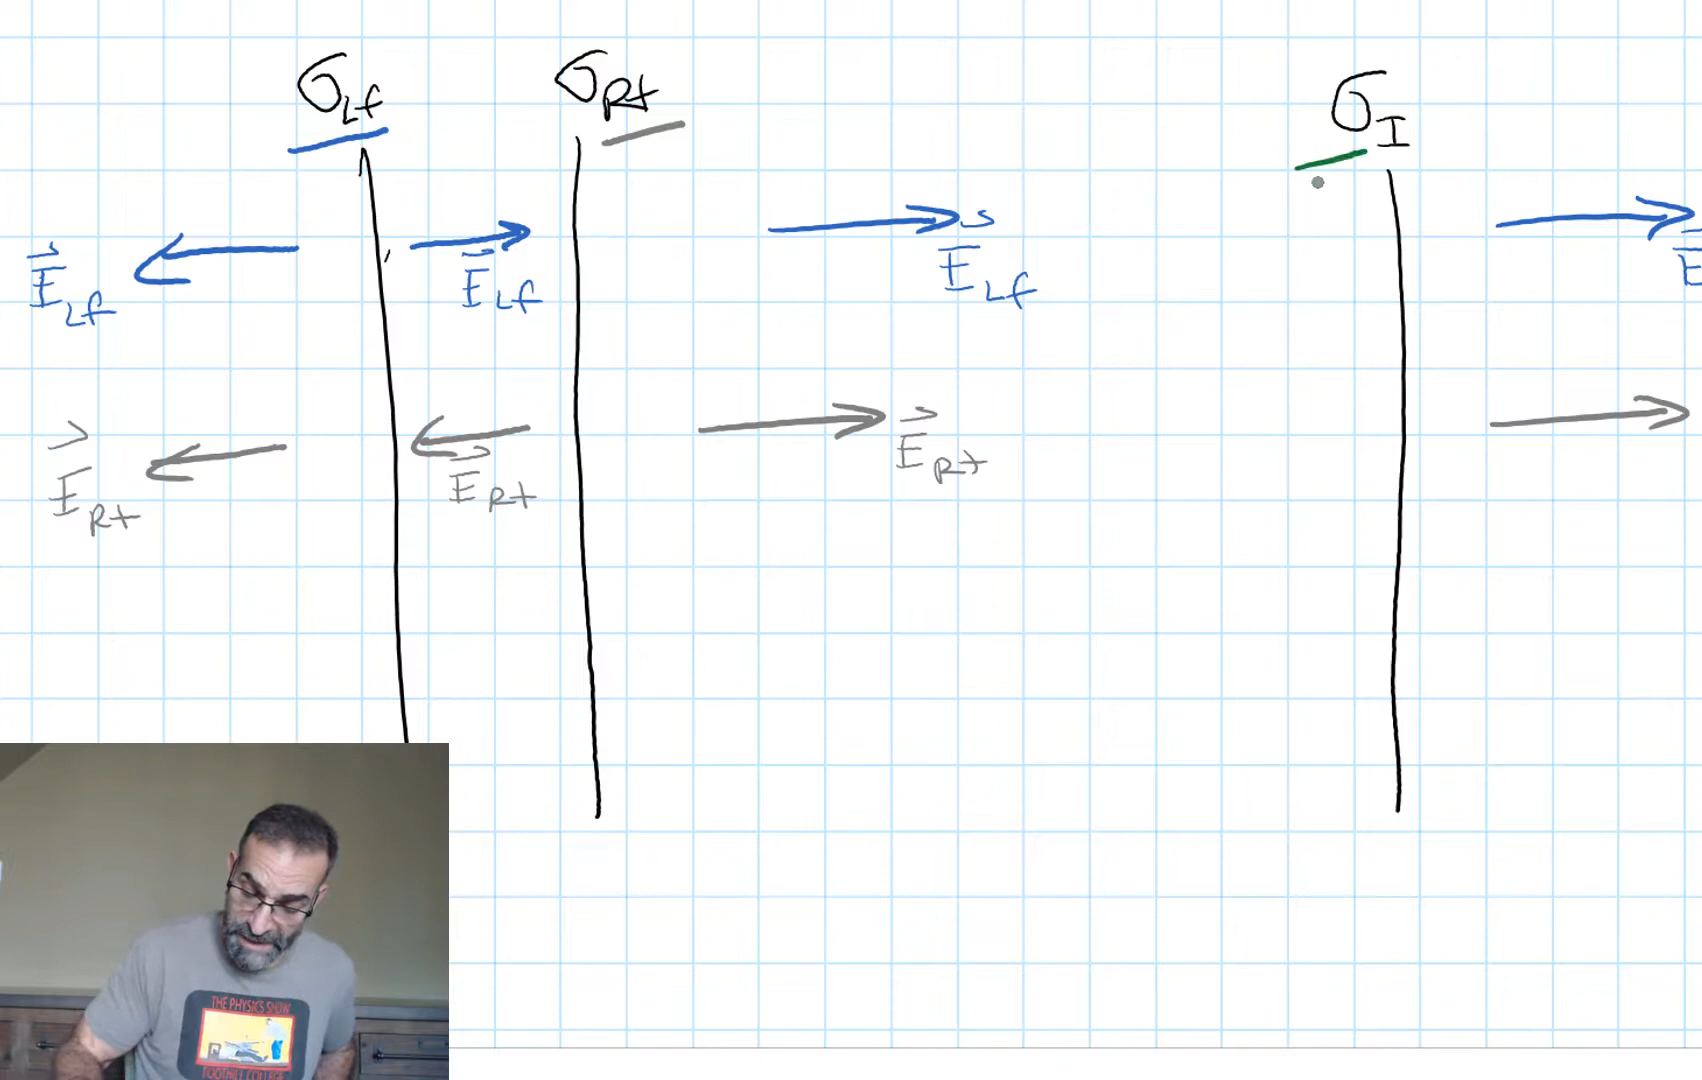 σLf σRt σI
E⃗Lf E⃗Lf E⃗Lf E⃗
E⃗Rt E⃗Rt E⃗Rt
THE PHYSICS SHOW
FOOTHILL COLLEGE